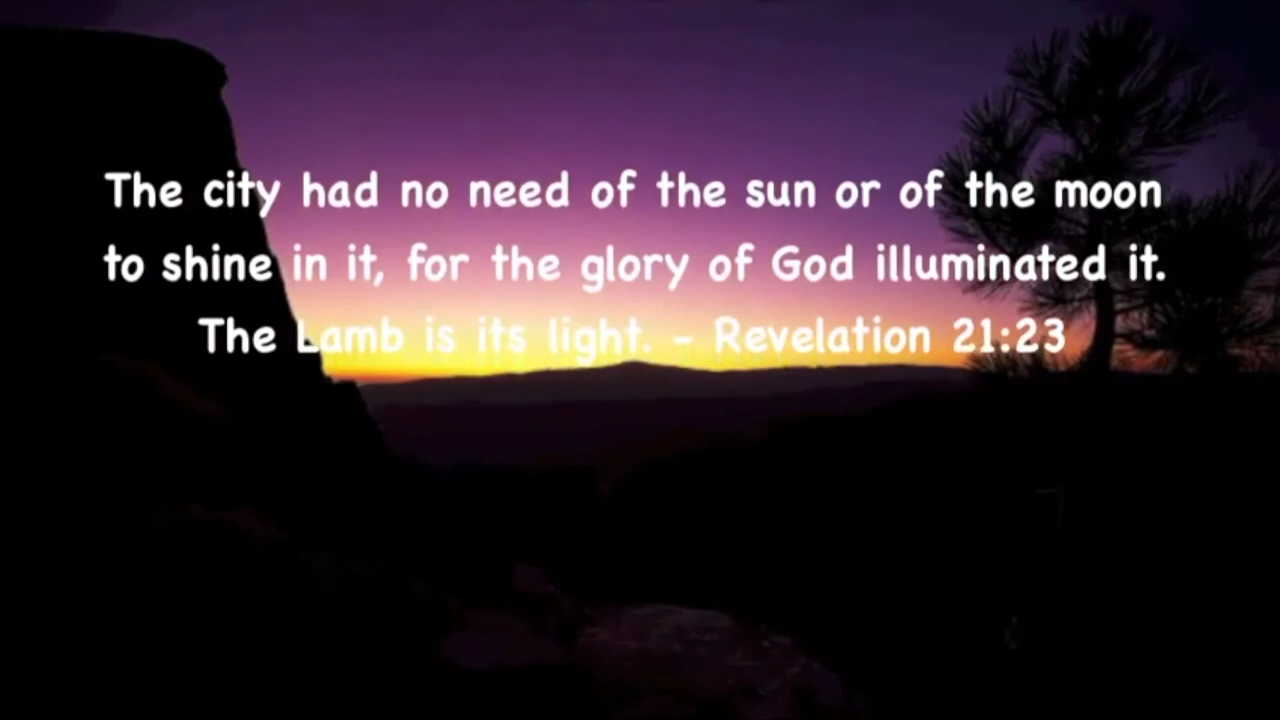 The city had no need of the sun or of the moon
to shine in it, for the glory of God illuminated it.
The Lamb is its light. - Revelation 21:23